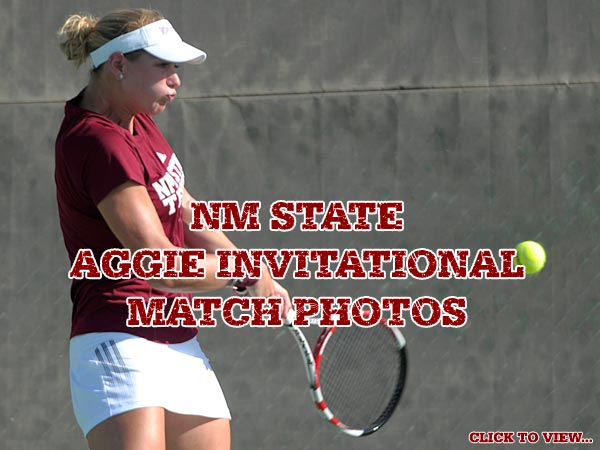 NM STATE
AGGIE INVITATIONAL
MATCH PHOTOS
CLICK TO VIEW...